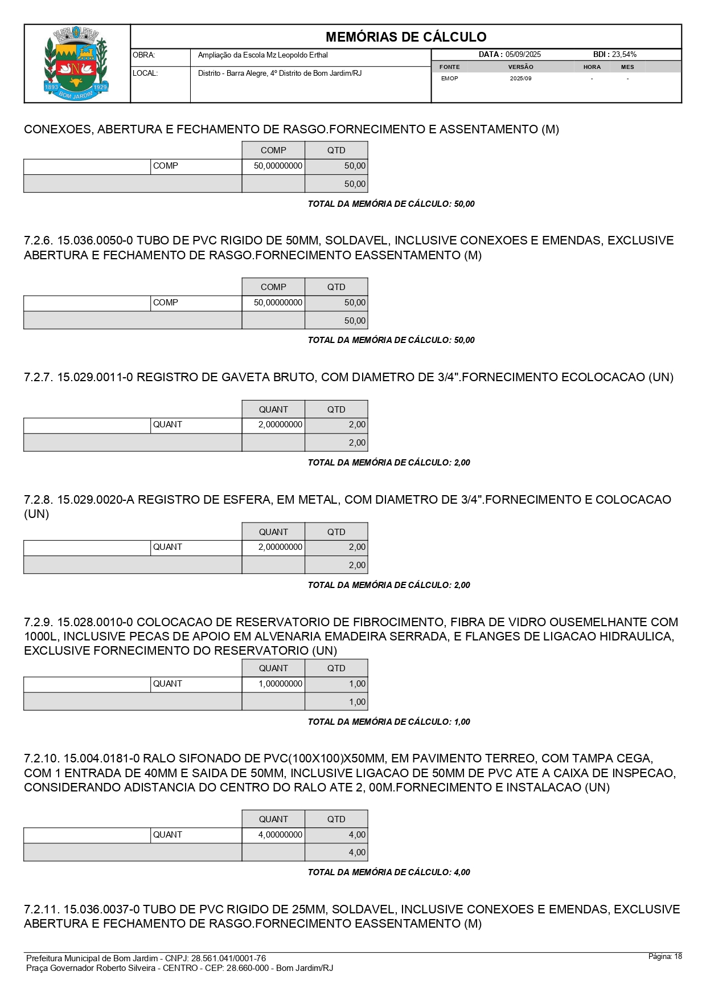 MEMÓRIAS DE CÁLCULO
OBRA: Ampliação da Escola Mz Leopoldo Erthal
DATA : 05/09/2025 BDI : 23,54%
FONTE VERSÃO HORA MES
LOCAL: Distrito - Barra Alegre, 4º Distrito de Bom Jardim/RJ
EMOP 2025/09 - -
N
1893 1929
BOM JARDIM
CONEXOES, ABERTURA E FECHAMENTO DE RASGO.FORNECIMENTO E ASSENTAMENTO (M)
COMP QTD
COMP 50,00000000 50,00
50,00
TOTAL DA MEMÓRIA DE CÁLCULO: 50,00
7.2.6. 15.036.0050-0 TUBO DE PVC RIGIDO DE 50MM, SOLDAVEL, INCLUSIVE CONEXOES E EMENDAS, EXCLUSIVE
ABERTURA E FECHAMENTO DE RASGO.FORNECIMENTO EASSENTAMENTO (M)
COMP QTD
COMP 50,00000000 50,00
50,00
TOTAL DA MEMÓRIA DE CÁLCULO: 50,00
7.2.7. 15.029.0011-0 REGISTRO DE GAVETA BRUTO, COM DIAMETRO DE 3/4".FORNECIMENTO ECOLOCACAO (UN)
QUANT QTD
QUANT 2,00000000 2,00
2,00
TOTAL DA MEMÓRIA DE CÁLCULO: 2,00
7.2.8. 15.029.0020-A REGISTRO DE ESFERA, EM METAL, COM DIAMETRO DE 3/4".FORNECIMENTO E COLOCACAO
(UN)
QUANT QTD
QUANT 2,00000000 2,00
2,00
TOTAL DA MEMÓRIA DE CÁLCULO: 2,00
7.2.9. 15.028.0010-0 COLOCACAO DE RESERVATORIO DE FIBROCIMENTO, FIBRA DE VIDRO OUSEMELHANTE COM
1000L, INCLUSIVE PECAS DE APOIO EM ALVENARIA EMADEIRA SERRADA, E FLANGES DE LIGACAO HIDRAULICA,
EXCLUSIVE FORNECIMENTO DO RESERVATORIO (UN)
QUANT QTD
QUANT 1,00000000 1,00
1,00
TOTAL DA MEMÓRIA DE CÁLCULO: 1,00
7.2.10. 15.004.0181-0 RALO SIFONADO DE PVC(100X100)X50MM, EM PAVIMENTO TERREO, COM TAMPA CEGA,
COM 1 ENTRADA DE 40MM E SAIDA DE 50MM, INCLUSIVE LIGACAO DE 50MM DE PVC ATE A CAIXA DE INSPECAO,
CONSIDERANDO ADISTANCIA DO CENTRO DO RALO ATE 2, 00M.FORNECIMENTO E INSTALACAO (UN)
QUANT QTD
QUANT 4,00000000 4,00
4,00
TOTAL DA MEMÓRIA DE CÁLCULO: 4,00
7.2.11. 15.036.0037-0 TUBO DE PVC RIGIDO DE 25MM, SOLDAVEL, INCLUSIVE CONEXOES E EMENDAS, EXCLUSIVE
ABERTURA E FECHAMENTO DE RASGO.FORNECIMENTO EASSENTAMENTO (M)
Prefeitura Municipal de Bom Jardim - CNPJ: 28.561.041/0001-76 Página: 18
Praça Governador Roberto Silveira - CENTRO - CEP: 28.660-000 - Bom Jardim/RJ